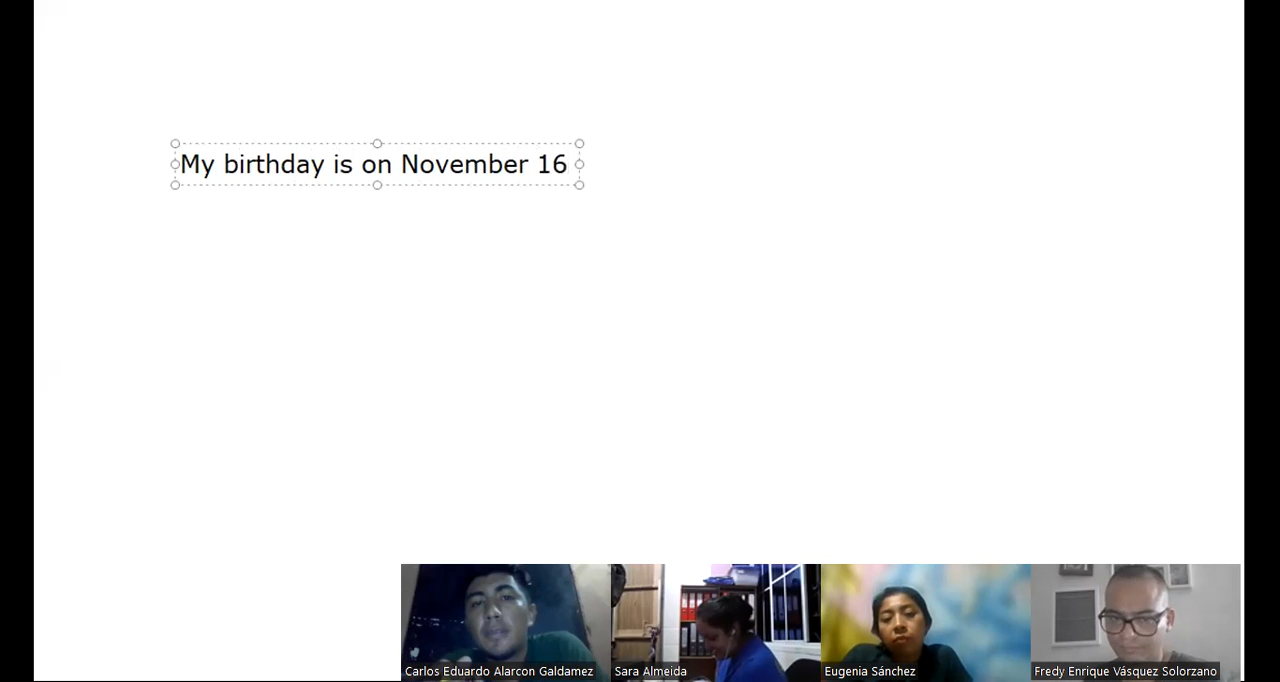 My birthday is on November 16
Carlos Eduardo Alarcon Galdamez
Sara Almeida
Eugenia Sánchez
Fredy Enrique Vásquez Solorzano